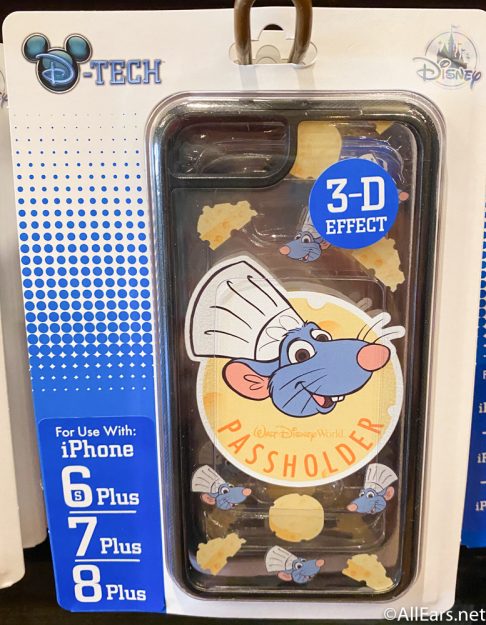 D-TECH
Disney
3-D
EFFECT
Walt Disney World
PASSHOLDER
For Use With:
iPhone
6s Plus
7 Plus
8 Plus
©AllEars.net